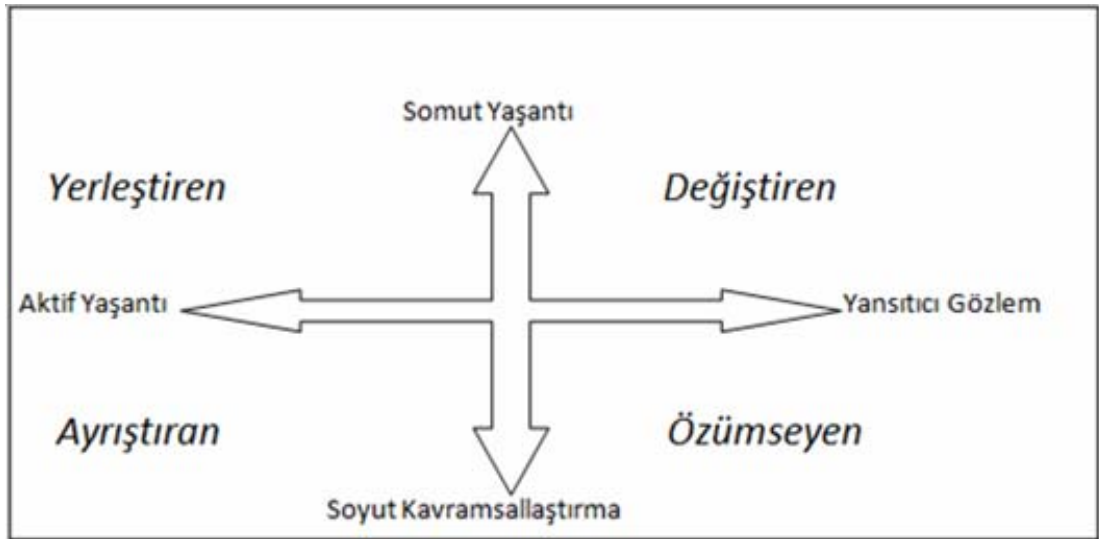 Somut Yaşantı
Yerleştiren
Değiştiren
Aktif Yaşantı
Yansıtıcı Gözlem
Ayrıştıran
Özümseyen
Soyut Kavramsallaştırma